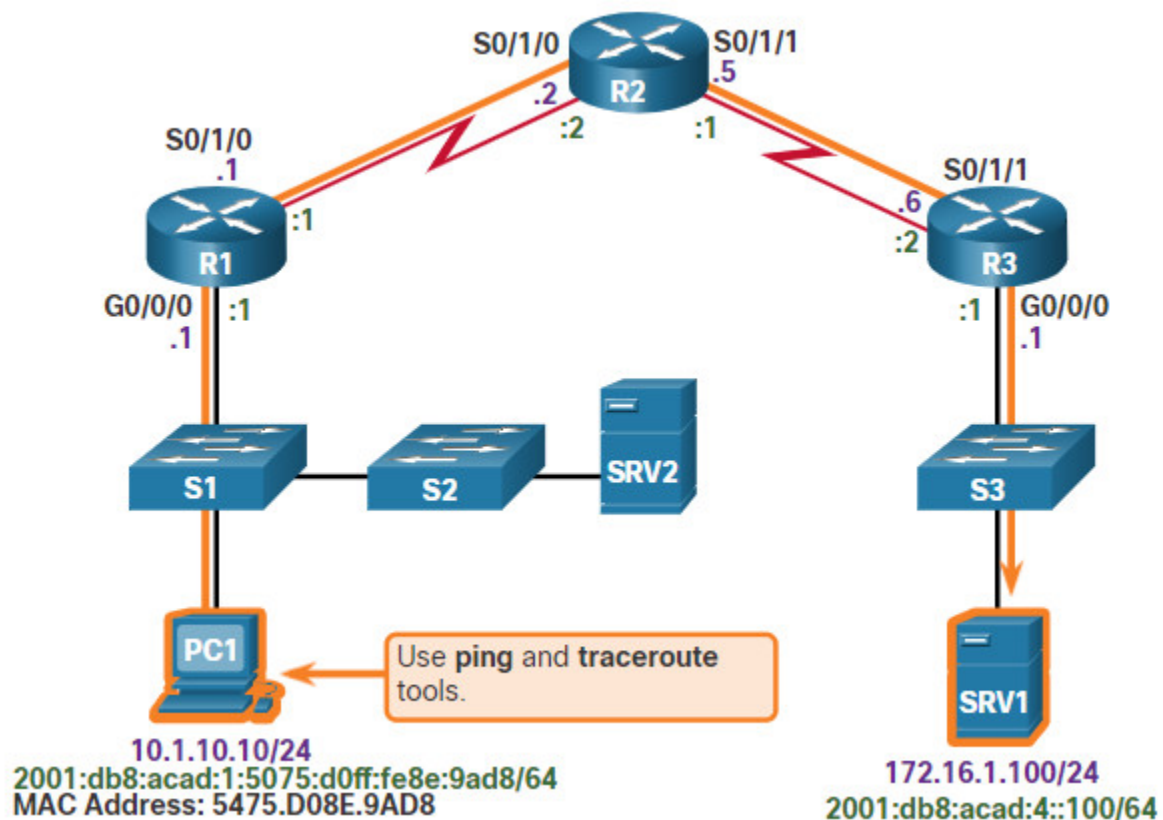 S0/1/0
S0/1/1
R2
.5
.2
:2
:1
S0/1/0
.1
S0/1/1
.6
:1
:2
R1
R3
G0/0/0
:1
.1
:1
G0/0/0
.1
S1
S2
SRV2
S3
PC1
Use ping and traceroute
tools.
SRV1
10.1.10.10/24
2001:db8:acad:1:5075:d0ff:fe8e:9ad8/64
MAC Address: 5475.D08E.9AD8
172.16.1.100/24
2001:db8:acad:4::100/64